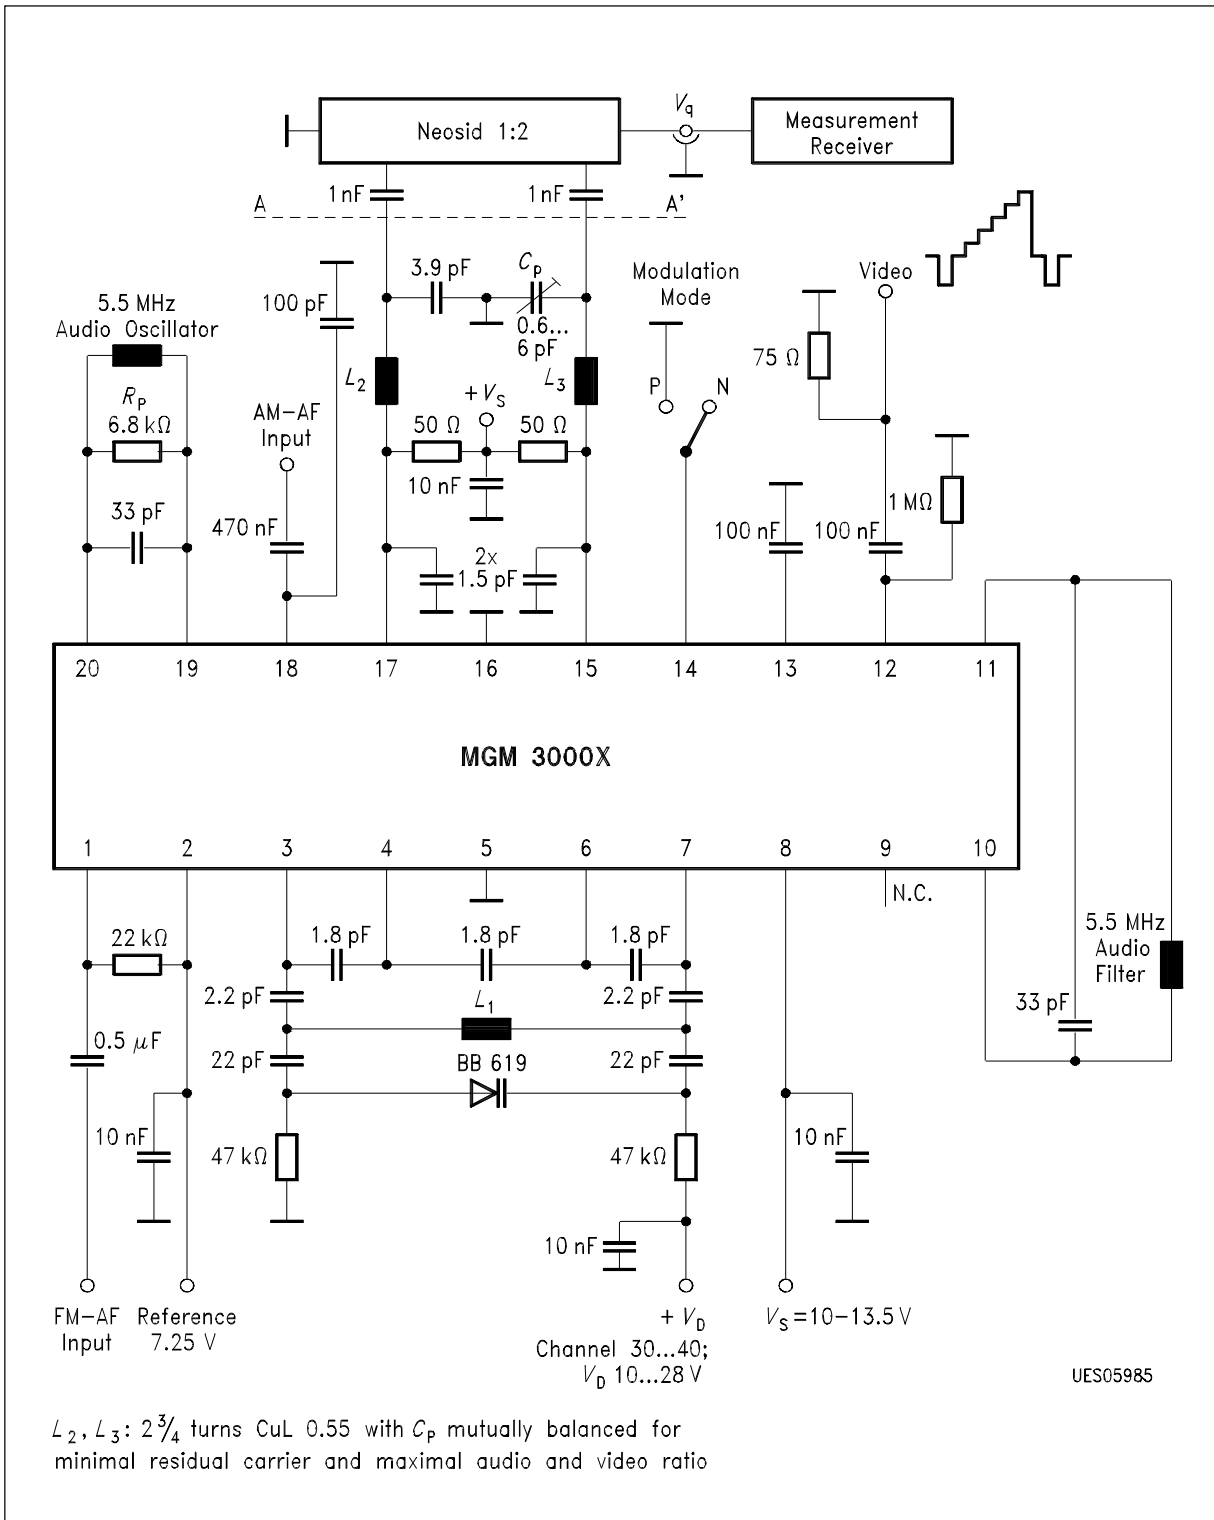 Neosid 1:2
Vq
Measurement
Receiver
1 nF
1 nF
A
A'
3.9 pF
Cp
0.6...
6 pF
Modulation
Mode
Video
5.5 MHz
Audio Oscillator
100 pF
75 Ω
L2
L3
P
N
RP
6.8 kΩ
AM-AF
Input
+ VS
50 Ω
50 Ω
10 nF
1 MΩ
33 pF
470 nF
100 nF
100 nF
2x
1.5 pF
20
19
18
17
16
15
14
13
12
11
MGM 3000X
1
2
3
4
5
6
7
8
9
10
N.C.
22 kΩ
1.8 pF
1.8 pF
1.8 pF
5.5 MHz
Audio
Filter
2.2 pF
L1
2.2 pF
33 pF
0.5 μF
22 pF
BB 619
22 pF
10 nF
47 kΩ
47 kΩ
10 nF
10 nF
FM-AF
Input
Reference
7.25 V
+ VD
Channel 30...40;
VD 10...28 V
VS=10-13.5 V
UES05985
L2, L3: 2 3/4 turns CuL 0.55 with CP mutually balanced for
minimal residual carrier and maximal audio and video ratio